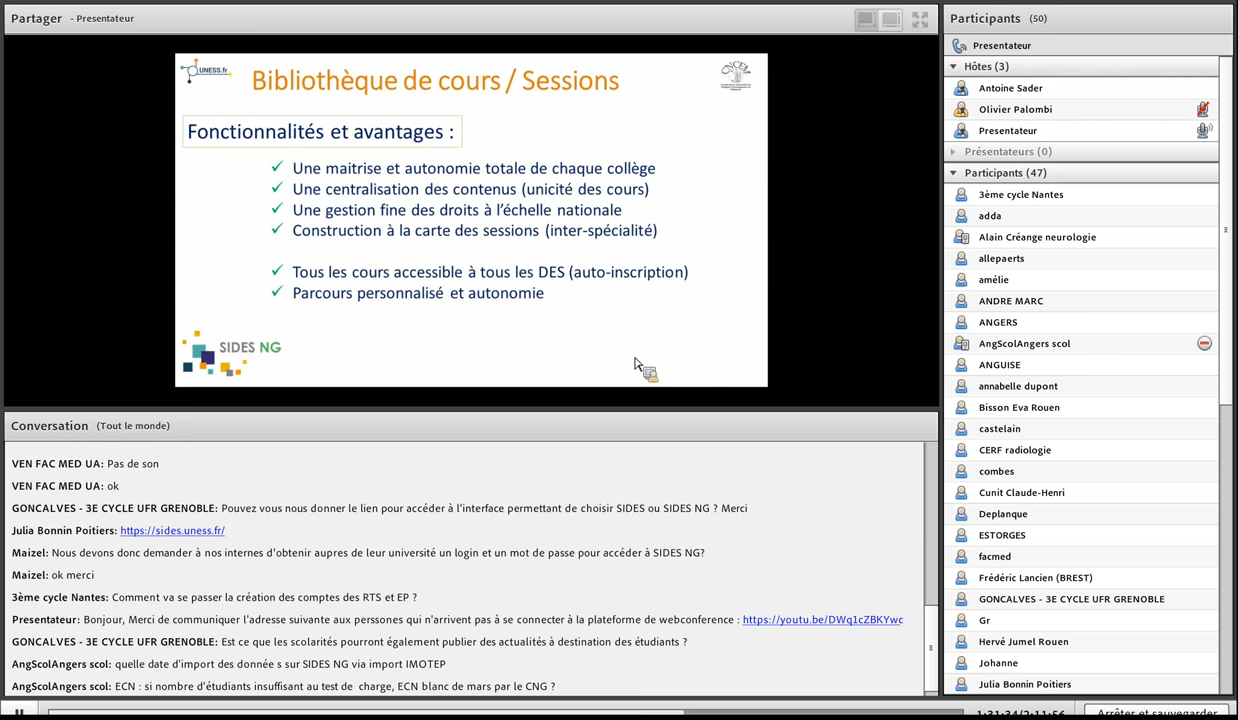 Partager - Presentateur
UNESS.fr
Bibliothèque de cours / Sessions
CNCEM
Fonctionnalités et avantages :
Une maitrise et autonomie totale de chaque collège
Une centralisation des contenus (unicité des cours)
Une gestion fine des droits à l'échelle nationale
Construction à la carte des sessions (inter-spécialité)
Tous les cours accessible à tous les DES (auto-inscription)
Parcours personnalisé et autonomie
SIDES NG
Conversation (Tout le monde)
VEN FAC MED UA: Pas de son
VEN FAC MED UA: ok
GONCALVES - 3E CYCLE UFR GRENOBLE: Pouvez vous nous donner le lien pour accéder à l'interface permettant de choisir SIDES ou SIDES NG ? Merci
Julia Bonnin Poitiers: https://sides.uness.fr/
Maizel: Nous devons donc demander à nos internes d'obtenir aupres de leur université un login et un mot de passe pour accéder à SIDES NG?
Maizel: ok merci
3ème cycle Nantes: Comment va se passer la création des comptes des RTS et EP ?
Presentateur: Bonjour, Merci de communiquer l'adresse suivante aux perssones qui n'arrivent pas à se connecter à la plateforme de webconference : https://youtu.be/DWq1cZBKYwc
GONCALVES - 3E CYCLE UFR GRENOBLE: Est ce que les scolarités pourront également publier des actualités à destination des étudiants ?
AngScolAngers scol: quelle date d'import des donnée s sur SIDES NG via import IMOTEP
AngScolAngers scol: ECN : si nombre d'étudiants insuffisant au test de charge, ECN blanc de mars par le CNG ?
Participants (50)
Presentateur
Hôtes (3)
Antoine Sader
Olivier Palombi
Presentateur
Présentateurs (0)
Participants (47)
3ème cycle Nantes
adda
Alain Créange neurologie
allepaerts
amélie
ANDRE MARC
ANGERS
AngScolAngers scol
ANGUISE
annabelle dupont
Bisson Eva Rouen
castelain
CERF radiologie
combes
Cunit Claude-Henri
Deplanque
ESTORGES
facmed
Frédéric Lancien (BREST)
GONCALVES - 3E CYCLE UFR GRENOBLE
Gr
Hervé Jumel Rouen
Johanne
Julia Bonnin Poitiers
1:31:34/2:11:56
Arrêter et sauvegarder